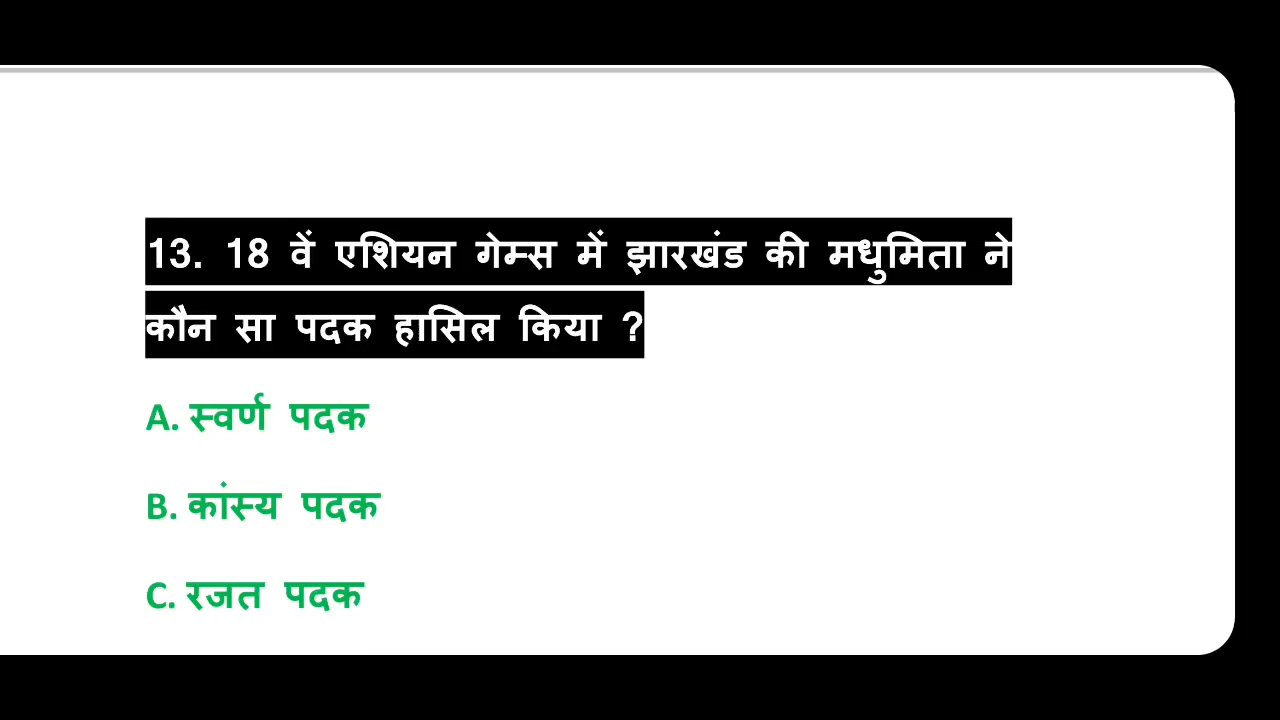 13. 18 वें एशियन गेम्स में झारखंड की मधुमिता ने
कौन सा पदक हासिल किया ?
A. स्वर्ण पदक
B. कांस्य पदक
C. रजत पदक